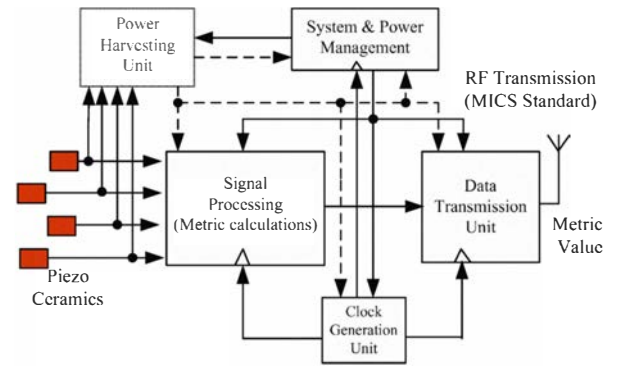 Power
Harvesting
Unit
System & Power
Management
RF Transmission
(MICS Standard)
Signal
Processing
(Metric calculations)
Data
Transmission
Unit
Metric
Value
Piezo
Ceramics
Clock
Generation
Unit